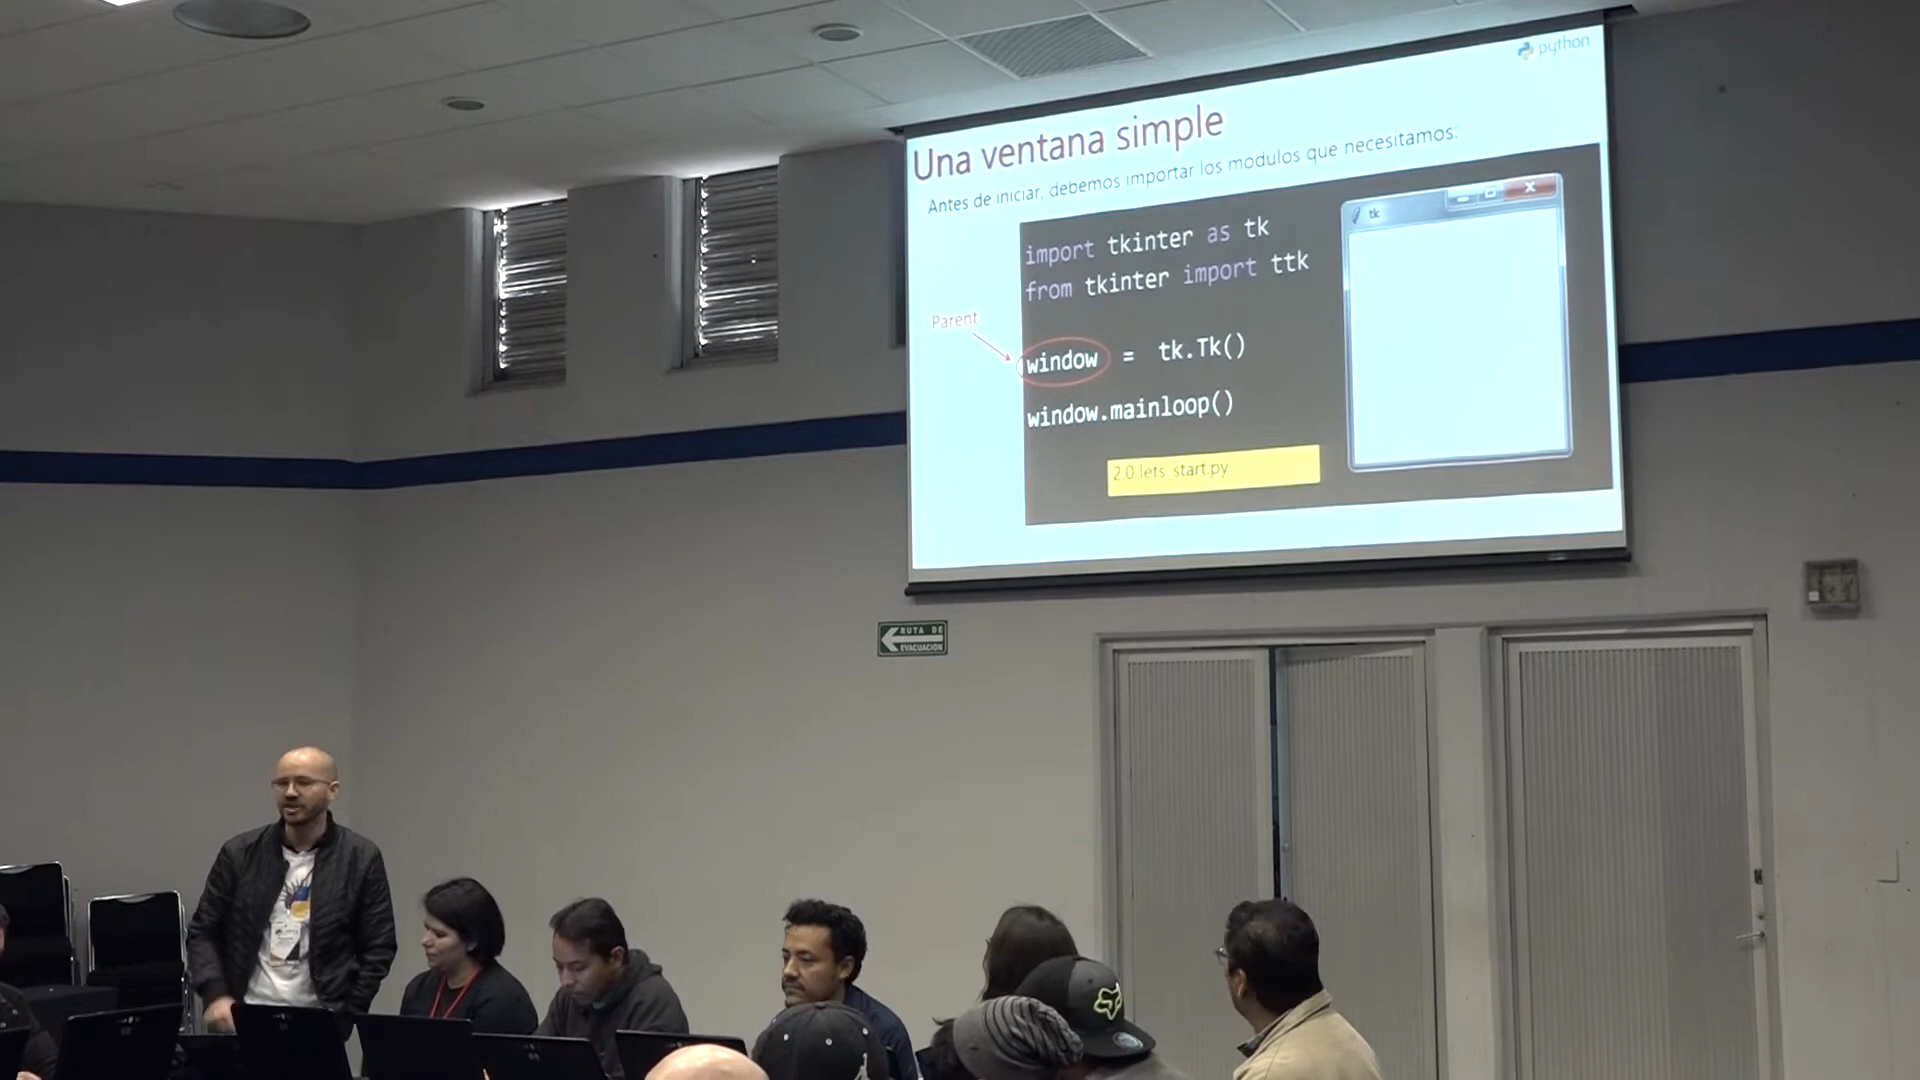 python
Una ventana simple
Antes de iniciar, debemos importar los modulos que necesitamos:
import tkinter as tk
from tkinter import ttk
tk
Parent
window = tk.Tk()
window.mainloop()
2.0 lets_start.py
RUTA DE
EVACUACION